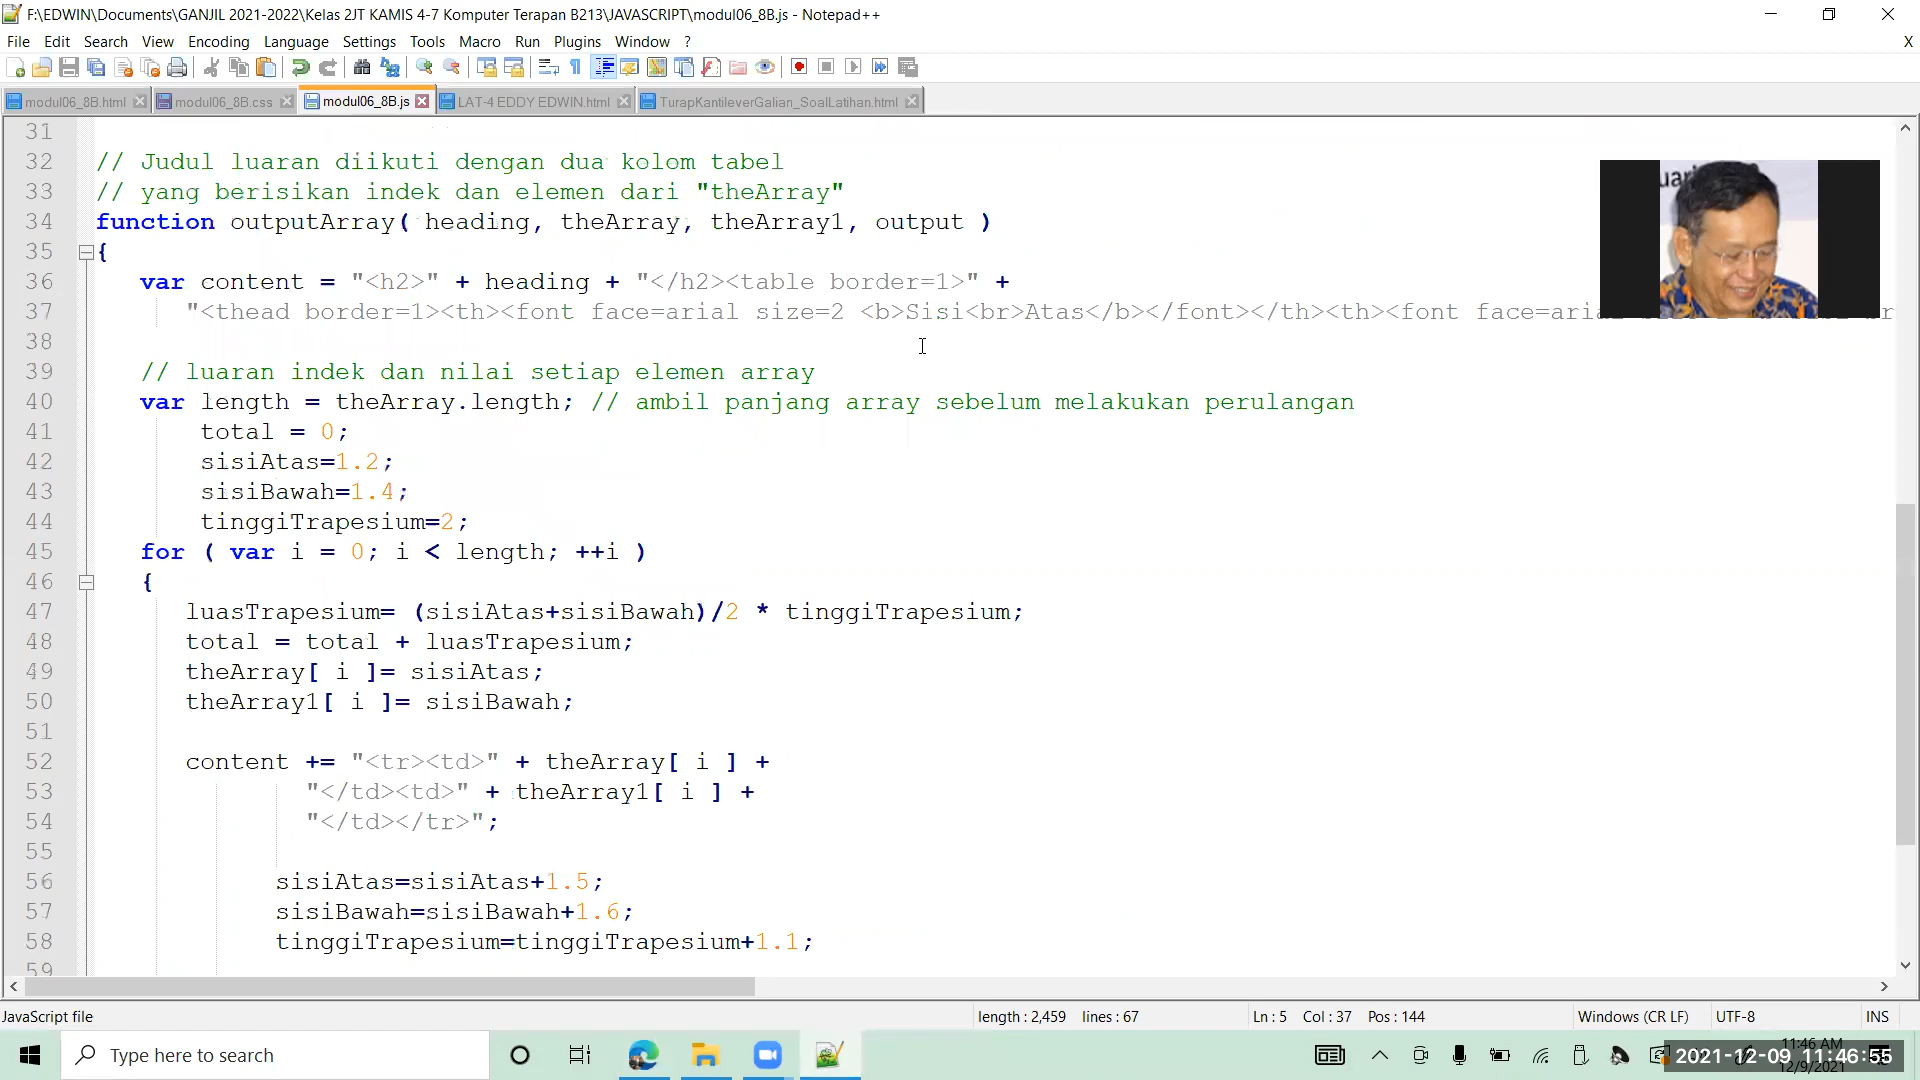 F:\EDWIN\Documents\GANJIL 2021-2022\Kelas 2JT KAMIS 4-7 Komputer Terapan B213\JAVASCRIPT\modul06_8B.js - Notepad++
File Edit Search View Encoding Language Settings Tools Macro Run Plugins Window ? X
modul06_8B.html modul06_8B.css modul06_8B.js LAT-4 EDDY EDWIN.html TurapKantileverGalian_SoalLatihan.html
31
32 // Judul luaran diikuti dengan dua kolom tabel
33 // yang berisikan indek dan elemen dari "theArray"
34 function outputArray( heading, theArray, theArray1, output )
35 {
36 var content = "<h2>" + heading + "</h2><table border=1>" +
37 "<thead border=1><th><font face=arial size=2 <b>Sisi<br>Atas</b></font></th><th><font face=aria
38
39 // luaran indek dan nilai setiap elemen array
40 var length = theArray.length; // ambil panjang array sebelum melakukan perulangan
41 total = 0;
42 sisiAtas=1.2;
43 sisiBawah=1.4;
44 tinggiTrapesium=2;
45 for ( var i = 0; i < length; ++i )
46 {
47 luasTrapesium= (sisiAtas+sisiBawah)/2 * tinggiTrapesium;
48 total = total + luasTrapesium;
49 theArray[ i ]= sisiAtas;
50 theArray1[ i ]= sisiBawah;
51
52 content += "<tr><td>" + theArray[ i ] +
53 "</td><td>" + theArray1[ i ] +
54 "</td></tr>";
55
56 sisiAtas=sisiAtas+1.5;
57 sisiBawah=sisiBawah+1.6;
58 tinggiTrapesium=tinggiTrapesium+1.1;
59
JavaScript file length : 2,459 lines : 67 Ln : 5 Col : 37 Pos : 144 Windows (CR LF) UTF-8 INS
Type here to search
11:46 AM
2021-12-09 11:46:55
12/9/2021